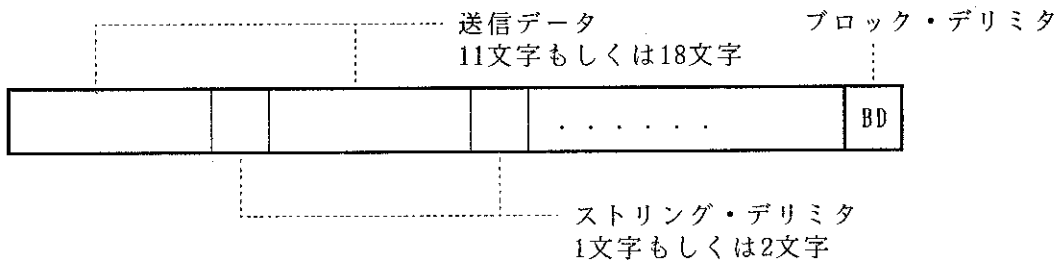 送信データ
11文字もしくは18文字
ブロック・デリミタ
. . . . . .
BD
ストリング・デリミタ
1文字もしくは2文字